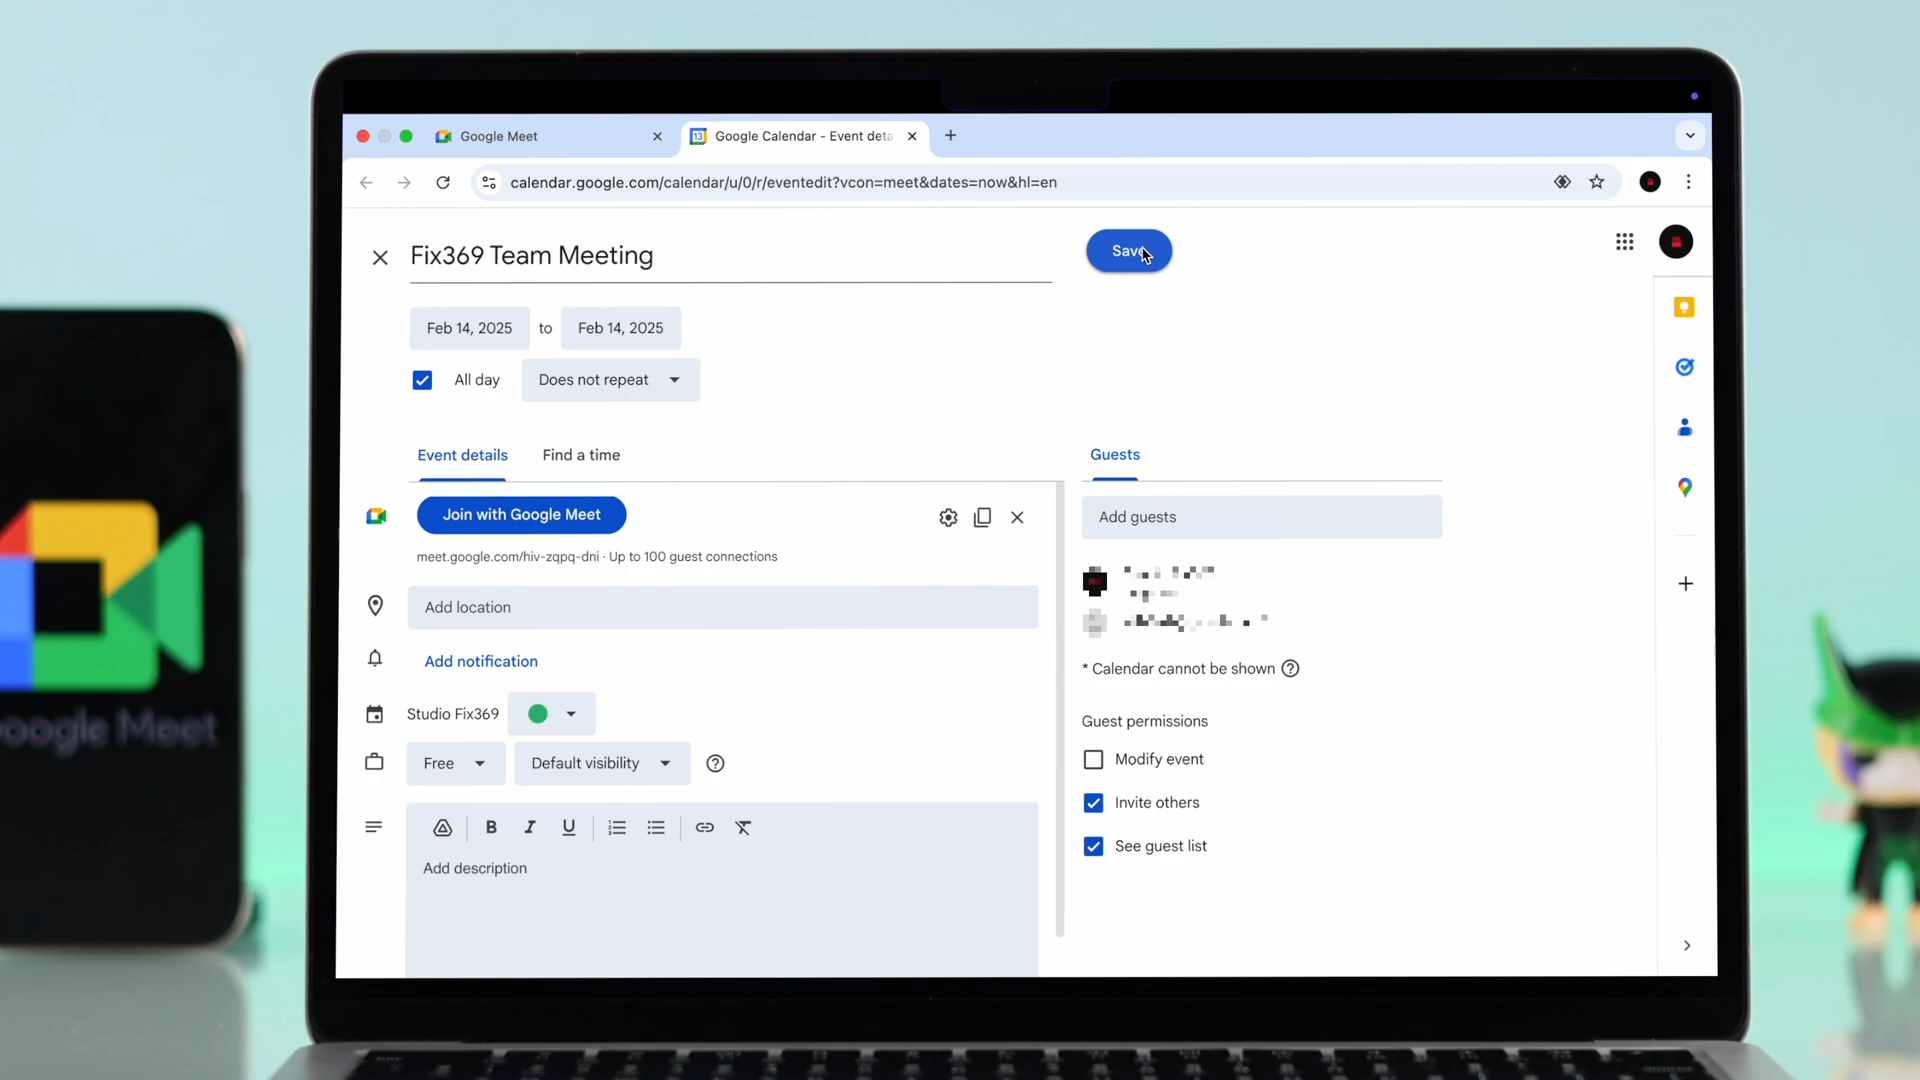 Google Meet
Google Calendar - Event deta
calendar.google.com/calendar/u/0/r/eventedit?vcon=meet&dates=now&hl=en
Fix369 Team Meeting
Save
Feb 14, 2025 to Feb 14, 2025
All day Does not repeat
Event details Find a time
Guests
Join with Google Meet
Add guests
meet.google.com/hiv-zqpq-dni · Up to 100 guest connections
Add location
Add notification
* Calendar cannot be shown
Studio Fix369
Guest permissions
Free Default visibility
Modify event
Invite others
B I U
See guest list
Add description
oogle Meet